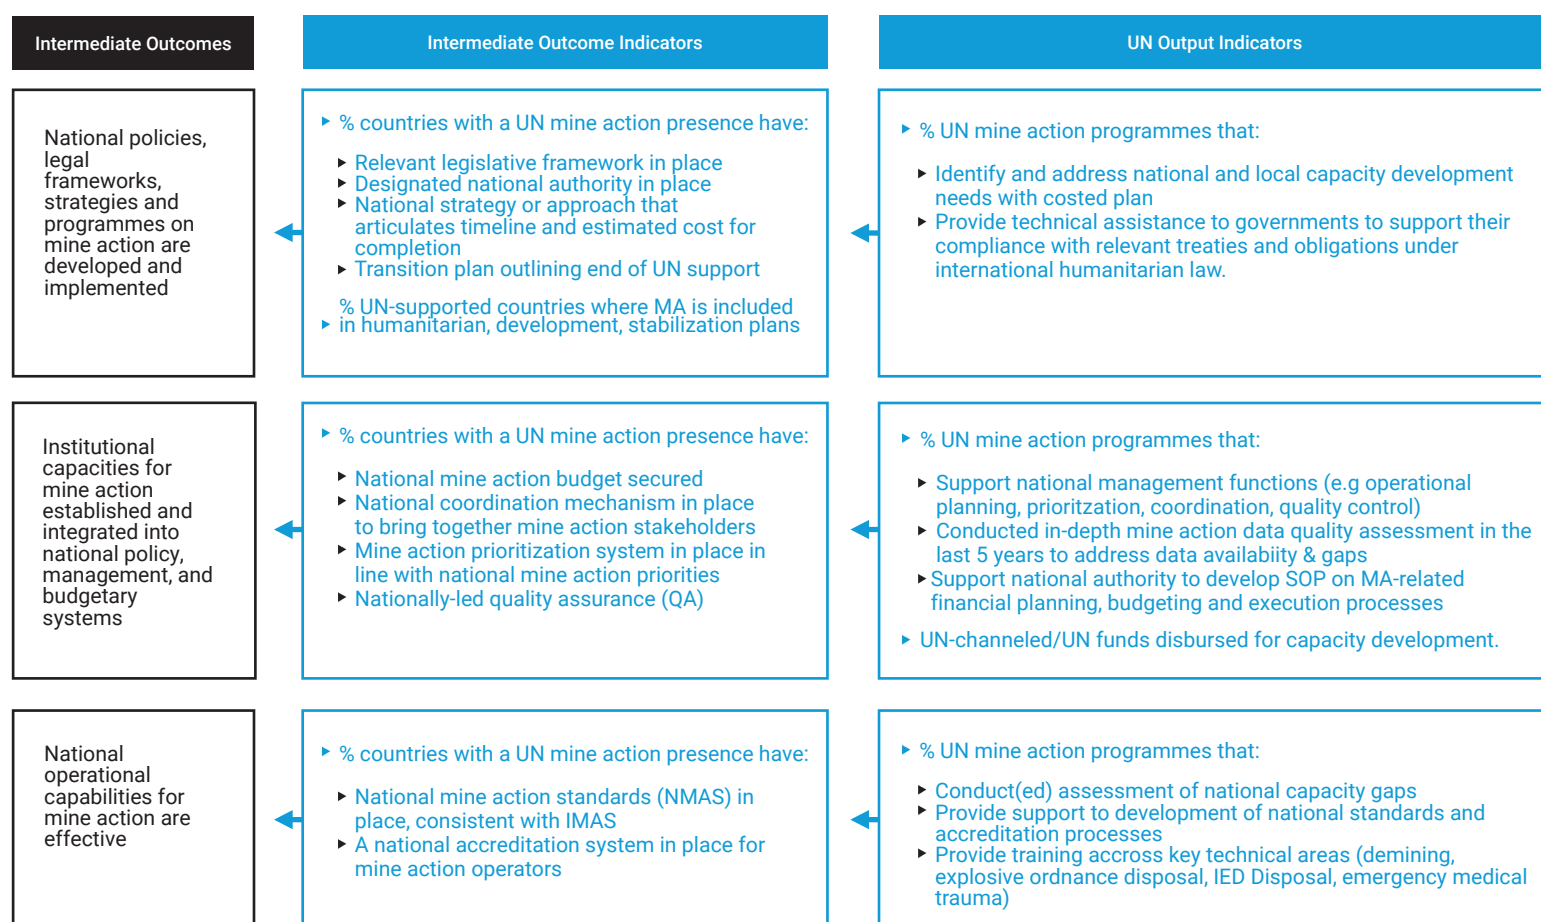 Intermediate Outcomes
Intermediate Outcome Indicators
UN Output Indicators
National policies,
legal
frameworks,
strategies and
programmes on
mine action are
developed and
implemented
% countries with a UN mine action presence have:
Relevant legislative framework in place
Designated national authority in place
National strategy or approach that
articulates timeline and estimated cost for
completion
Transition plan outlining end of UN support
% UN-supported countries where MA is included
in humanitarian, development, stabilization plans
% UN mine action programmes that:
Identify and address national and local capacity development
needs with costed plan
Provide technical assistance to governments to support their
compliance with relevant treaties and obligations under
international humanitarian law.
Institutional
capacities for
mine action
established and
integrated into
national policy,
management, and
budgetary
systems
% countries with a UN mine action presence have:
National mine action budget secured
National coordination mechanism in place
to bring together mine action stakeholders
Mine action prioritization system in place in
line with national mine action priorities
Nationally-led quality assurance (QA)
% UN mine action programmes that:
Support national management functions (e.g operational
planning, prioritzation, coordination, quality control)
Conducted in-depth mine action data quality assessment in the
last 5 years to address data availabiity & gaps
Support national authority to develop SOP on MA-related
financial planning, budgeting and execution processes
UN-channeled/UN funds disbursed for capacity development.
National
operational
capabilities for
mine action are
effective
% countries with a UN mine action presence have:
National mine action standards (NMAS) in
place, consistent with IMAS
A national accreditation system in place for
mine action operators
% UN mine action programmes that:
Conduct(ed) assessment of national capacity gaps
Provide support to development of national standards and
accreditation processes
Provide training accross key technical areas (demining,
explosive ordnance disposal, IED Disposal, emergency medical
trauma)